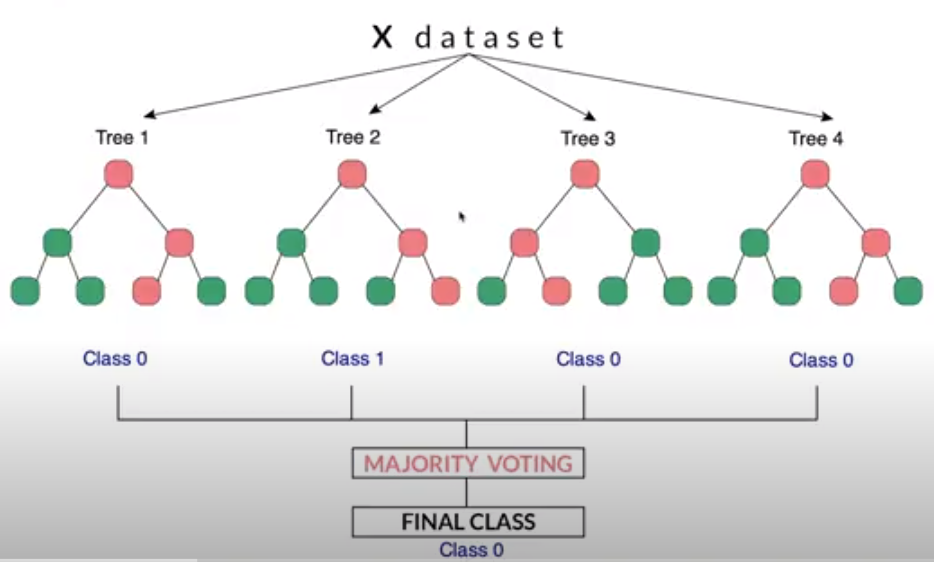 X dataset
Tree 1 Tree 2 Tree 3 Tree 4
Class 0 Class 1 Class 0 Class 0
MAJORITY VOTING
FINAL CLASS
Class 0